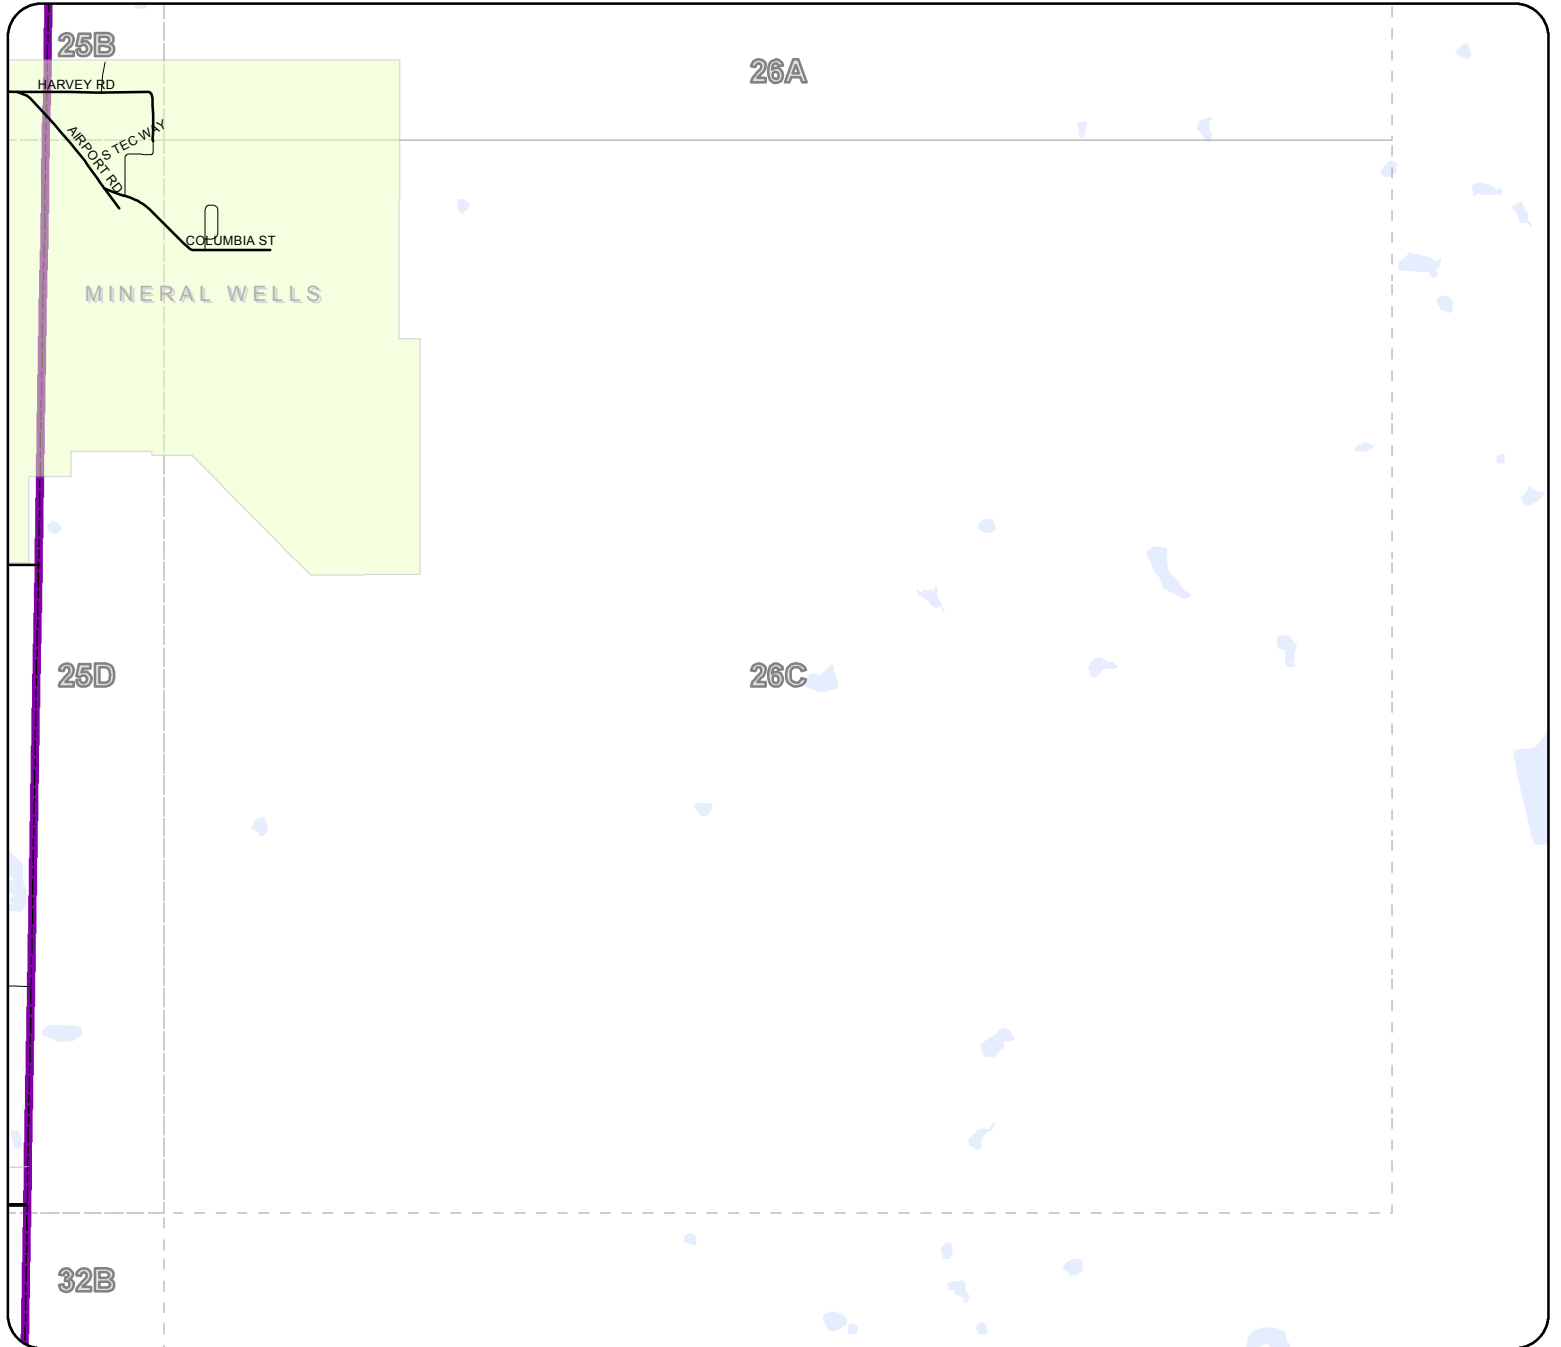 25B
26A
HARVEY RD
S TEC WAY
AIRPORT RD
COLUMBIA ST
MINERAL WELLS
25D
26C
32B